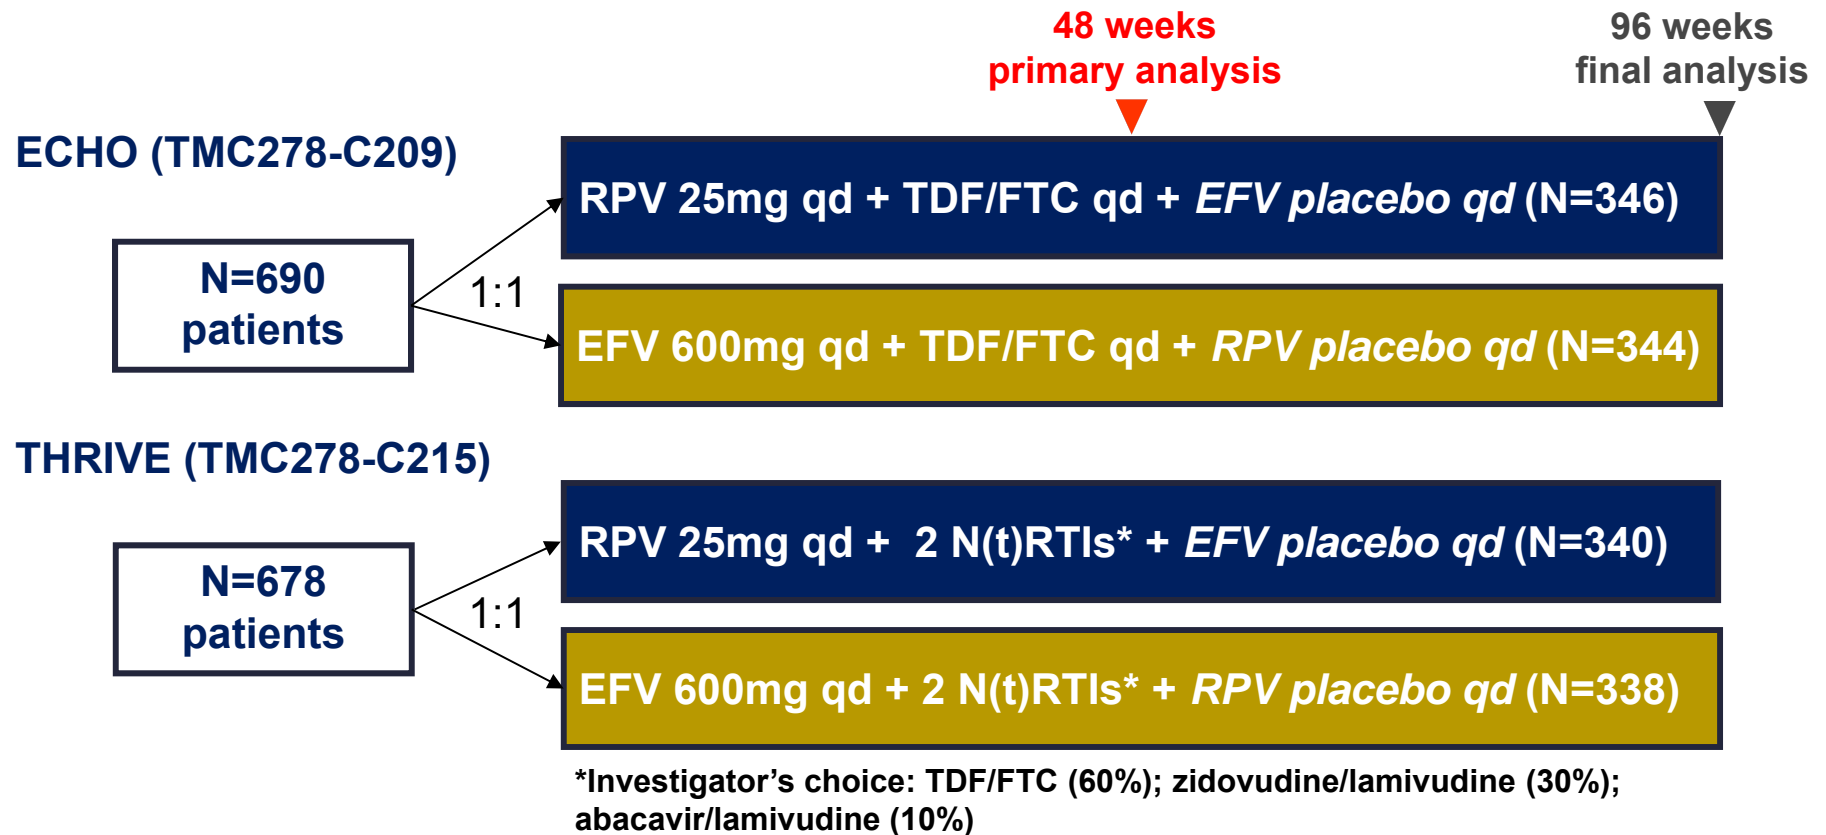 48 weeks
primary analysis
96 weeks
final analysis
ECHO (TMC278-C209)
N=690
patients
1:1
RPV 25mg qd + TDF/FTC qd + EFV placebo qd (N=346)
EFV 600mg qd + TDF/FTC qd + RPV placebo qd (N=344)
THRIVE (TMC278-C215)
N=678
patients
1:1
RPV 25mg qd + 2 N(t)RTIs* + EFV placebo qd (N=340)
EFV 600mg qd + 2 N(t)RTIs* + RPV placebo qd (N=338)
*Investigator’s choice: TDF/FTC (60%); zidovudine/lamivudine (30%);
abacavir/lamivudine (10%)